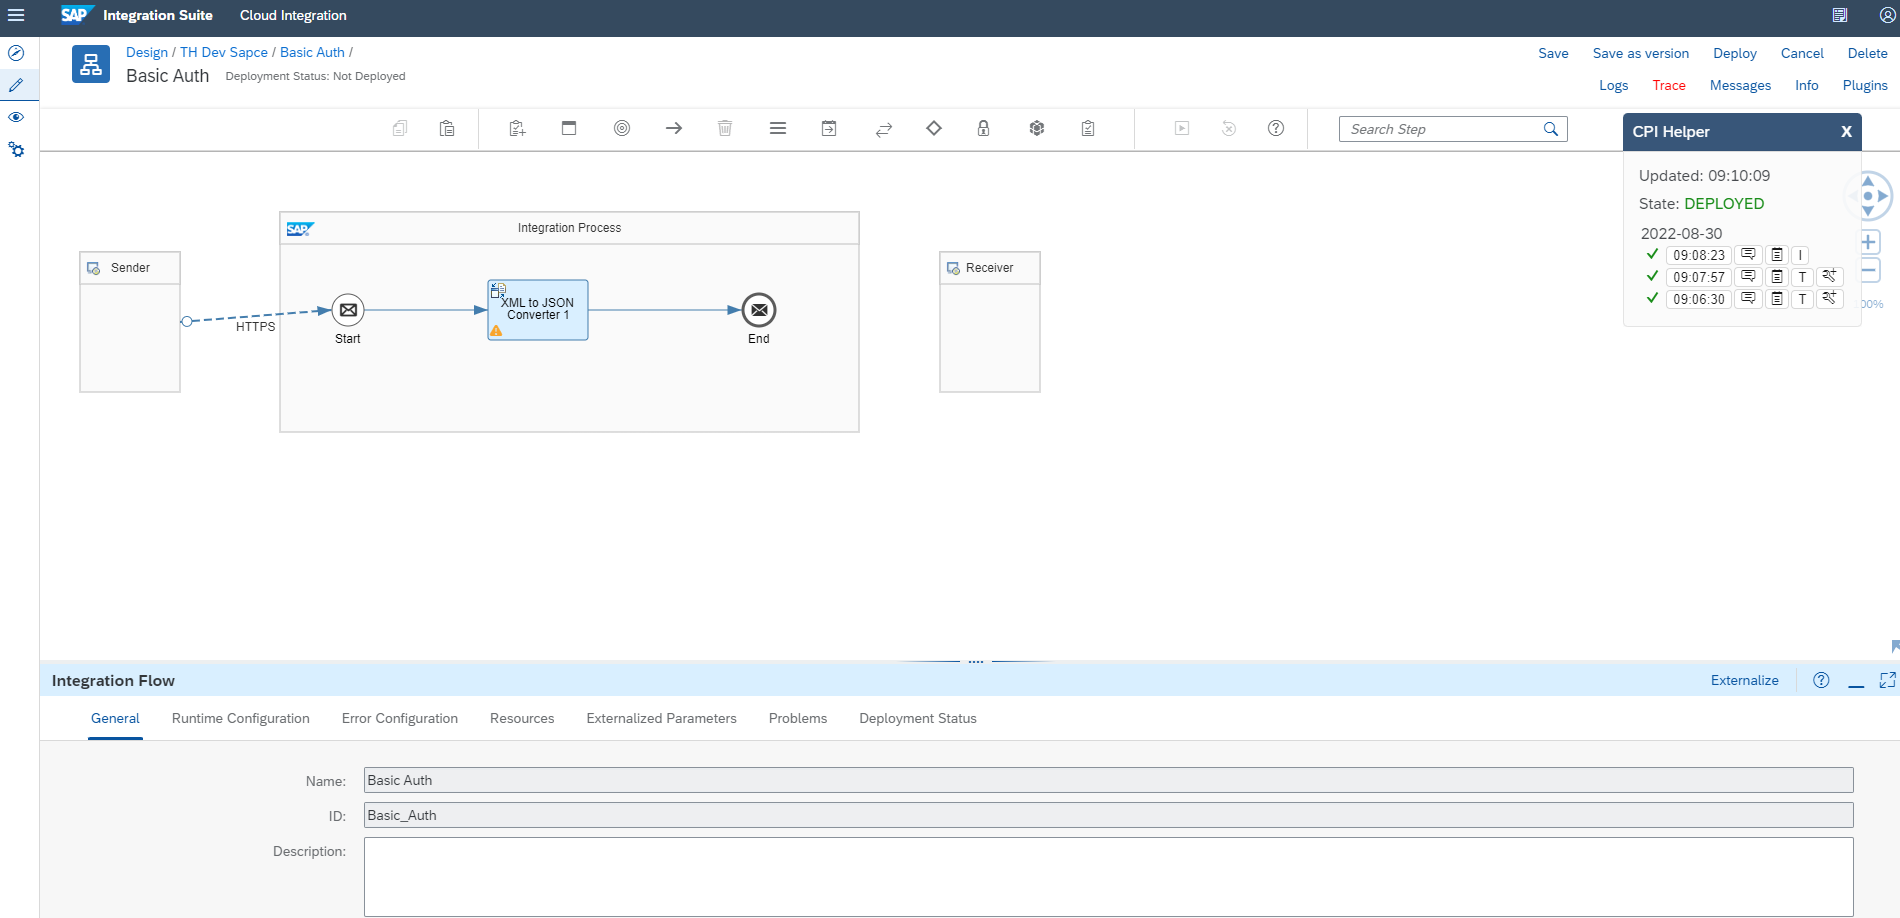 SAP Integration Suite Cloud Integration
Design / TH Dev Sapce / Basic Auth /
Basic Auth Deployment Status: Not Deployed
Save Save as version Deploy Cancel Delete
Logs Trace Messages Info Plugins
Search Step
CPI Helper X
Updated: 09:10:09
State: DEPLOYED
2022-08-30
09:08:23 I
09:07:57 T
09:06:30 T
00%
SAP Integration Process
Sender
HTTPS
Start
XML to JSON
Converter 1
End
Receiver
Integration Flow
Externalize
General Runtime Configuration Error Configuration Resources Externalized Parameters Problems Deployment Status
Name: Basic Auth
ID: Basic_Auth
Description: